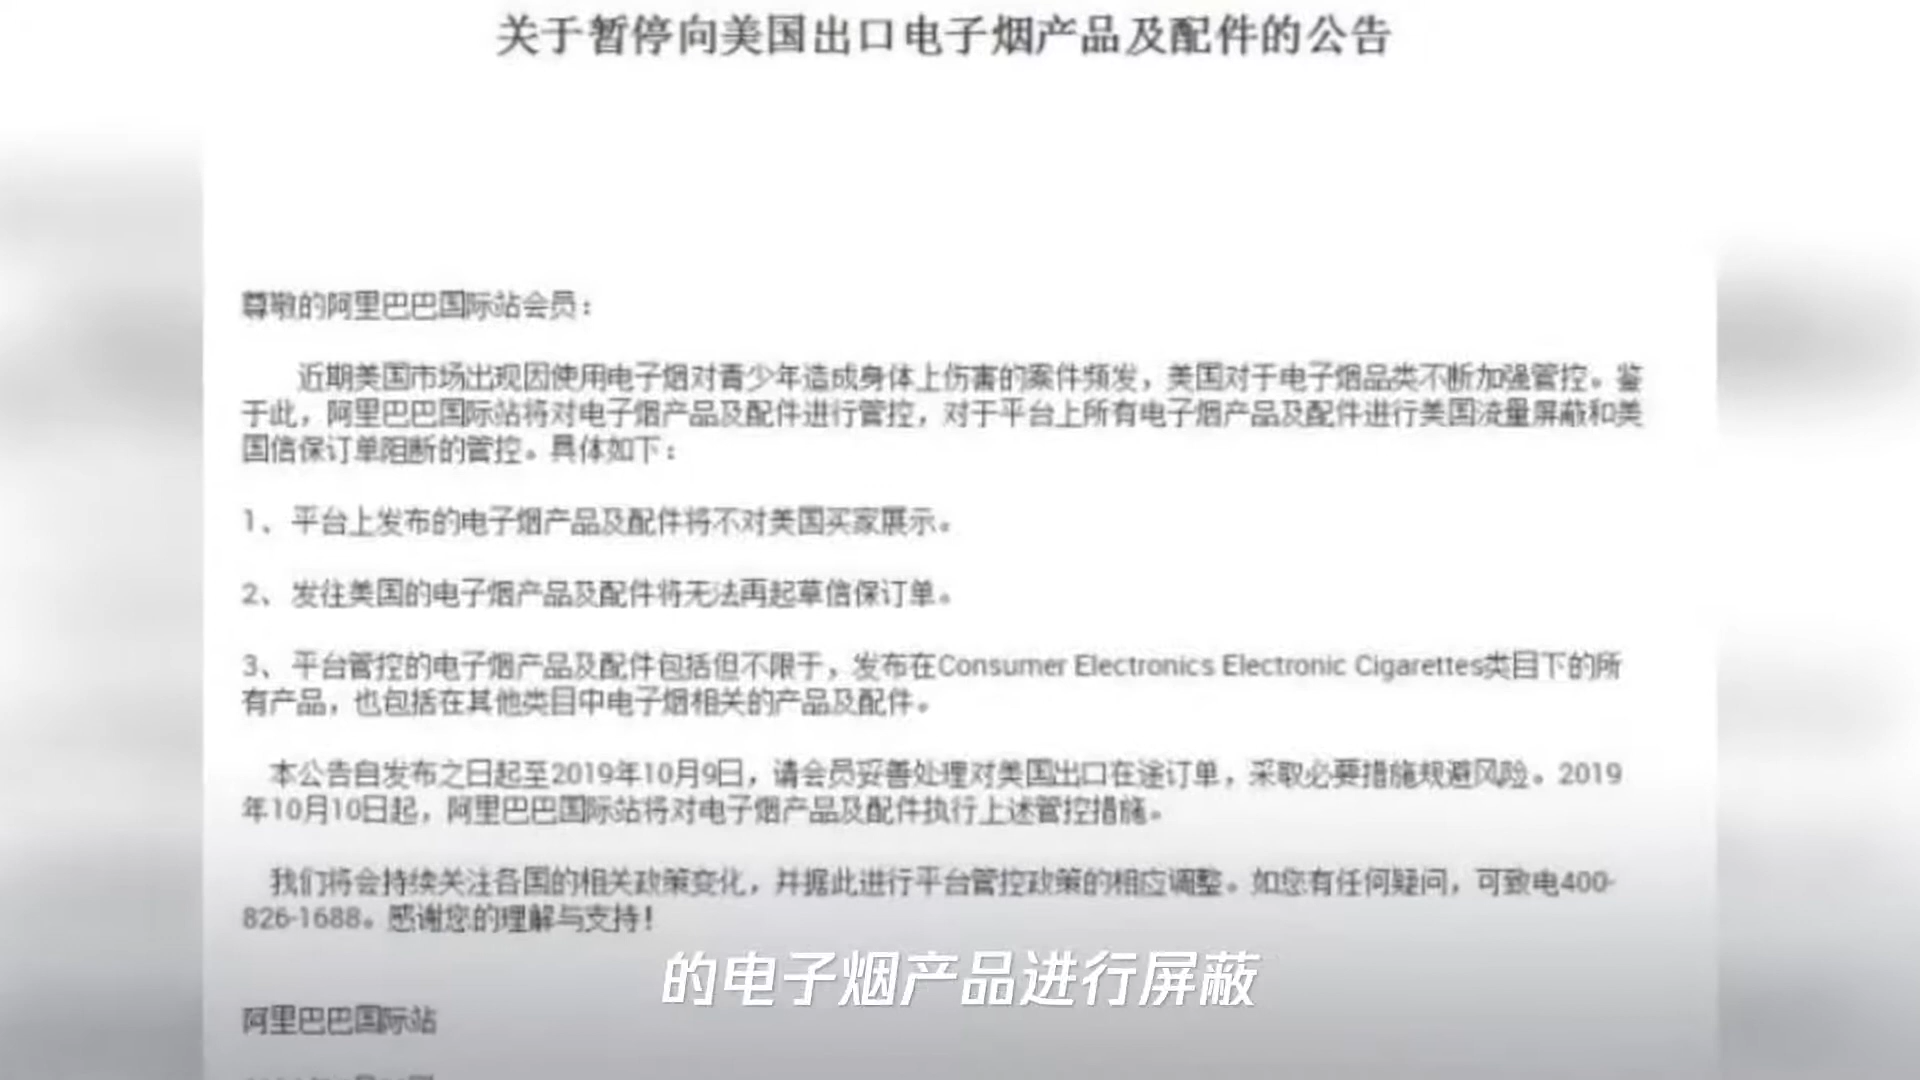 关于暂停向美国出口电子烟产品及配件的公告
尊敬的阿里巴巴国际站会员：
近期美国市场出现因使用电子烟对青少年造成身体上伤害的案件频发，美国对于电子烟品类不断加强管控。鉴
于此，阿里巴巴国际站将对电子烟产品及配件进行管控，对于平台上所有电子烟产品及配件进行美国流量屏蔽和美
国信保订单阻断的管控。具体如下：
1、平台上发布的电子烟产品及配件将不对美国买家展示。
2、发往美国的电子烟产品及配件将无法再起草信保订单。
3、平台管控的电子烟产品及配件包括但不限于，发布在Consumer Electronics Electronic Cigarettes类目下的所
有产品，也包括在其他类目中电子烟相关的产品及配件。
本公告自发布之日起至2019年10月9日，请会员妥善处理对美国出口在途订单，采取必要措施规避风险。2019
年10月10日起，阿里巴巴国际站将对电子烟产品及配件执行上述管控措施。
我们将会持续关注各国的相关政策变化，并据此进行平台管控政策的相应调整。如您有任何疑问，可致电400-
826-1688。感谢您的理解与支持！
的电子烟产品进行屏蔽
阿里巴巴国际站